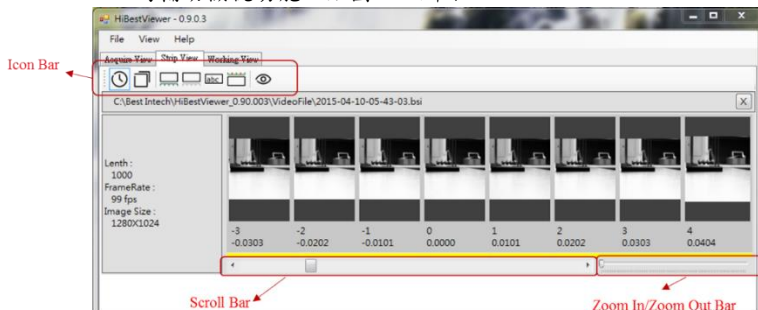 HiBestViewer - 0.9.0.3
File View Help
Acquire View Strip View Working View
Icon Bar
abc
C:\Best Intech\HiBestViewer_0.90.003\VideoFile\2015-04-10-05-43-03.bsi
X
Lenth :
1000
FrameRate :
99 fps
Image Size :
1280X1024
-3 -2 -1 0 1 2 3 4
-0.0303 -0.0202 -0.0101 0.0000 0.0101 0.0202 0.0303 0.0404
Scroll Bar
Zoom In/Zoom Out Bar